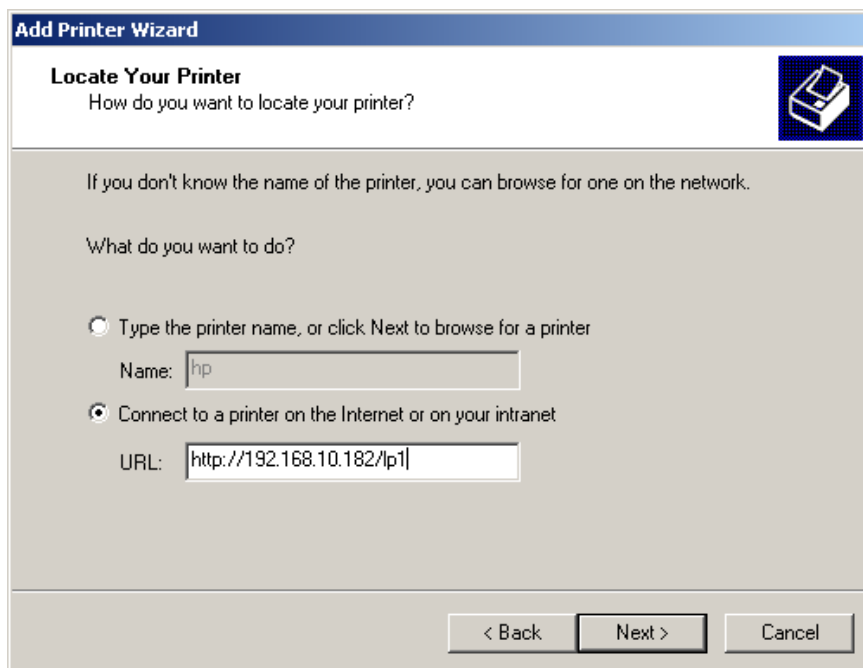 Add Printer Wizard
Locate Your Printer
How do you want to locate your printer?
If you don't know the name of the printer, you can browse for one on the network.
What do you want to do?
Type the printer name, or click Next to browse for a printer
Name: hp
Connect to a printer on the Internet or on your intranet
URL: http://192.168.10.182/lp1
< Back Next > Cancel